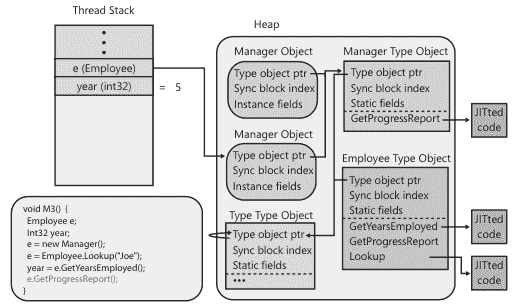 Thread Stack
Heap
e (Employee)
year (int32)
= 5
Manager Object
Type object ptr
Sync block index
Instance fields
Manager Object
Type object ptr
Sync block index
Instance fields
Type Type Object
Type object ptr
Sync block index
Static fields
•••
Manager Type Object
Type object ptr
Sync block index
Static fields
GetProgressReport
JITted
code
Employee Type Object
Type object ptr
Sync block index
Static fields
GetYearsEmployed
GetProgressReport
Lookup
JITted
code
JITted
code
void M3() {
Employee e;
Int32 year;
e = new Manager();
e = Employee.Lookup("Joe");
year = e.GetYearsEmployed();
e.GetProgressReport();
}